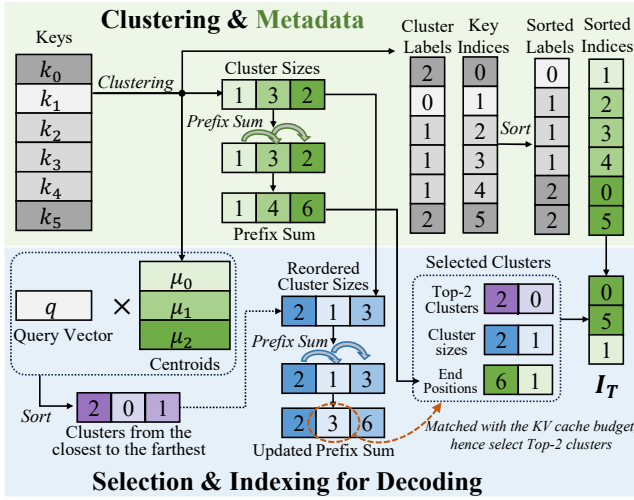 Clustering & Metadata
Keys
k0
k1
k2
k3
k4
k5
Clustering
Cluster Sizes
1 3 2
Prefix Sum
1 3 2
1 4 6
Prefix Sum
Cluster Labels
2
0
1
1
1
2
Key Indices
0
1
2
3
4
5
Sort
Sorted Labels
0
1
1
1
2
2
Sorted Indices
1
2
3
4
0
5
q
Query Vector
×
μ0
μ1
μ2
Centroids
Sort
2 0 1
Clusters from the
closest to the farthest
Reordered
Cluster Sizes
2 1 3
Prefix Sum
2 1 3
2 3 6
Updated Prefix Sum
Selected Clusters
Top-2
Clusters
2 0
Cluster
sizes
2 1
End
Positions
6 1
Matched with the KV cache budget
hence select Top-2 clusters
0
5
1
IT
Selection & Indexing for Decoding